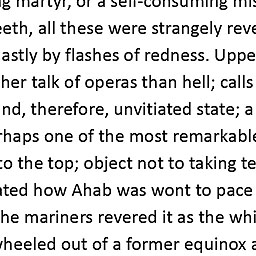 g martyr, or a self-consuming mis
eeth, all these were strangely reve
astly by flashes of redness. Uppe
her talk of operas than hell; calls
nd, therefore, unvitiated state; a
rhaps one of the most remarkable
to the top; object not to taking te
ated how Ahab was wont to pace
he mariners revered it as the whi
wheeled out of a former equinox a